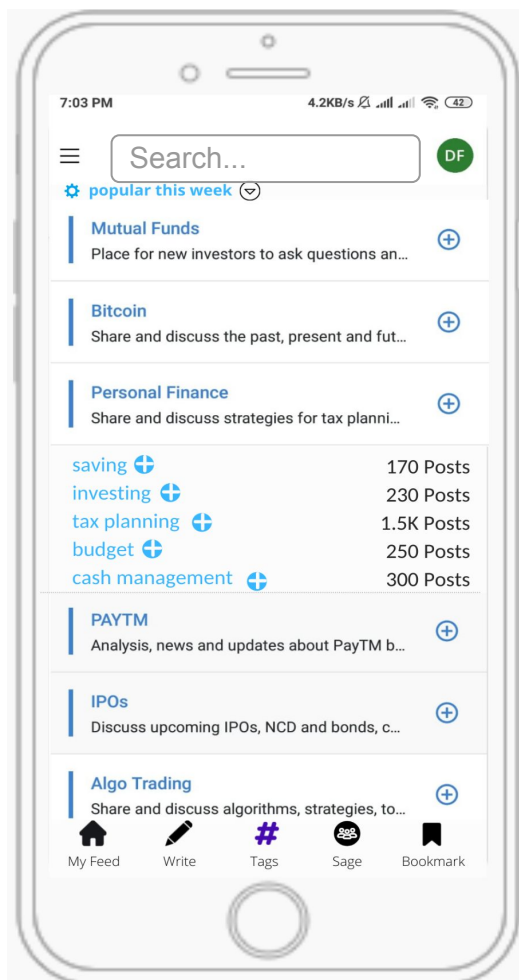 7:03 PM 4.2KB/s 42
Search... DF
popular this week
Mutual Funds
Place for new investors to ask questions an...
Bitcoin
Share and discuss the past, present and fut...
Personal Finance
Share and discuss strategies for tax planni...
saving 170 Posts
investing 230 Posts
tax planning 1.5K Posts
budget 250 Posts
cash management 300 Posts
PAYTM
Analysis, news and updates about PayTM b...
IPOs
Discuss upcoming IPOs, NCD and bonds, c...
Algo Trading
Share and discuss algorithms, strategies, to...
#
My Feed Write Tags Sage Bookmark